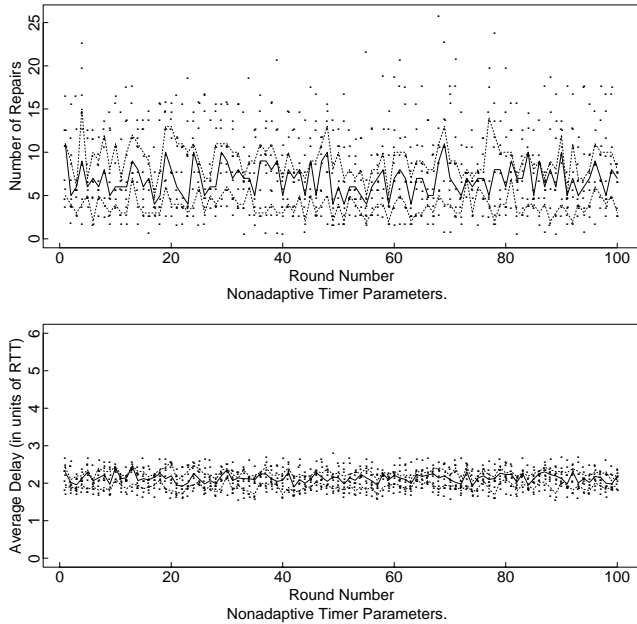 Number of Repairs
25
20
15
10
5
0
0 20 40 60 80 100
Round Number
Nonadaptive Timer Parameters.
Average Delay (in units of RTT)
6
5
4
3
2
1
0
0 20 40 60 80 100
Round Number
Nonadaptive Timer Parameters.